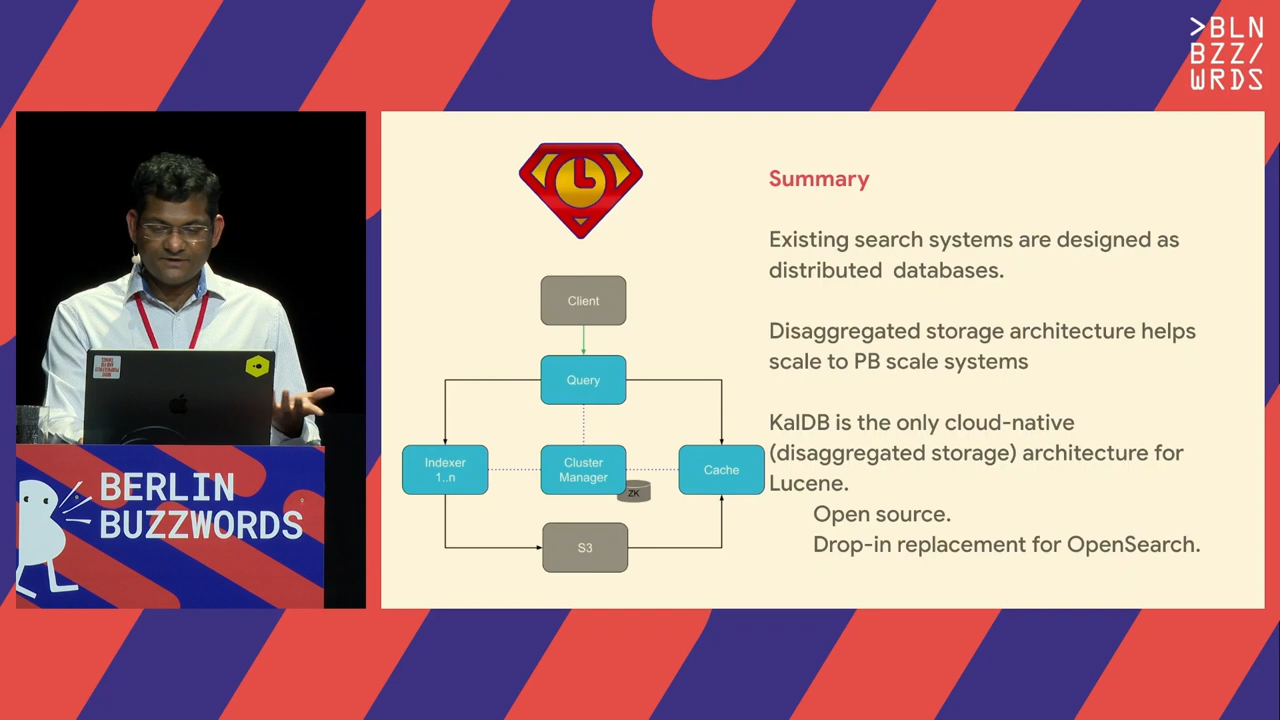 >BLN
BZZ/
WRDS
BERLIN
BUZZWORDS
L
Client
Query
Indexer
1..n
Cluster
Manager
ZK
Cache
S3
Summary
Existing search systems are designed as
distributed databases.
Disaggregated storage architecture helps
scale to PB scale systems
KalDB is the only cloud-native
(disaggregated storage) architecture for
Lucene.
Open source.
Drop-in replacement for OpenSearch.